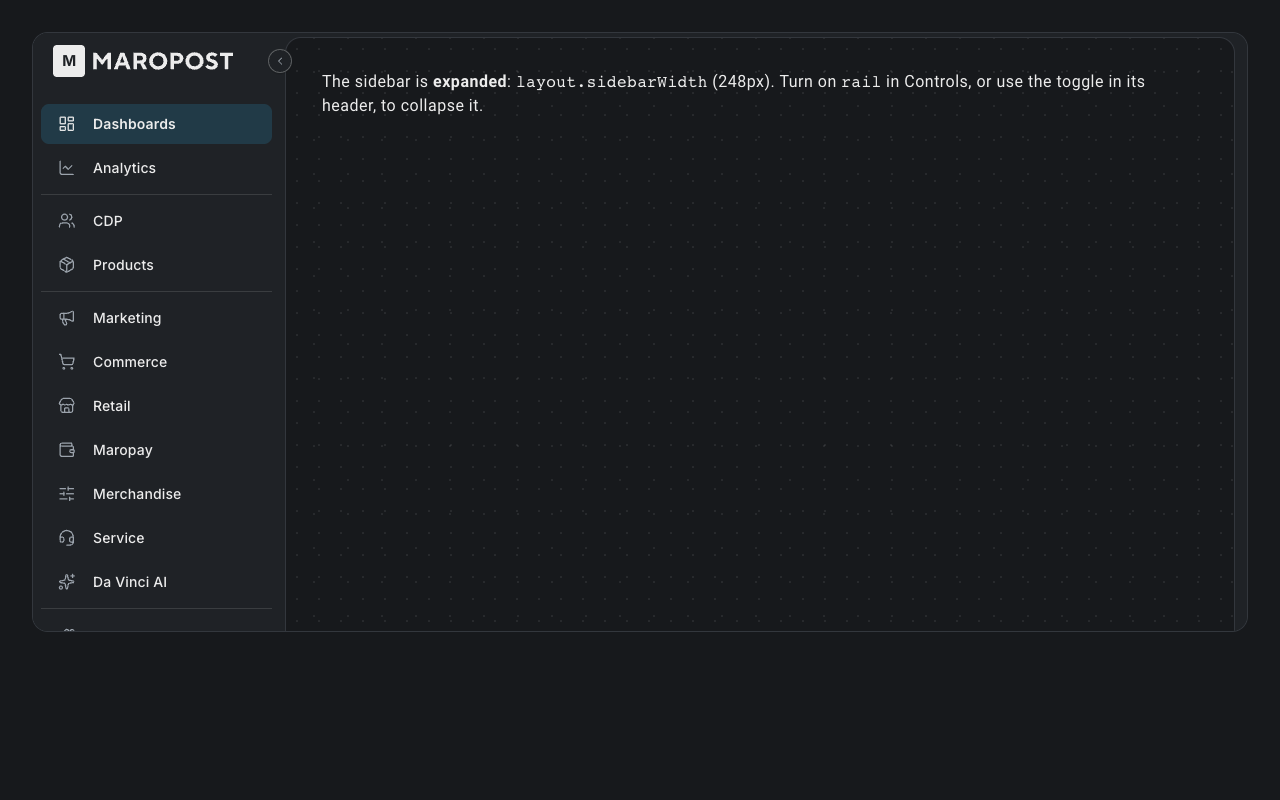 M MAROPOST
The sidebar is expanded: layout.sidebarWidth (248px). Turn on rail in Controls, or use the toggle in its
header, to collapse it.
Dashboards
Analytics
CDP
Products
Marketing
Commerce
Retail
Maropay
Merchandise
Service
Da Vinci AI